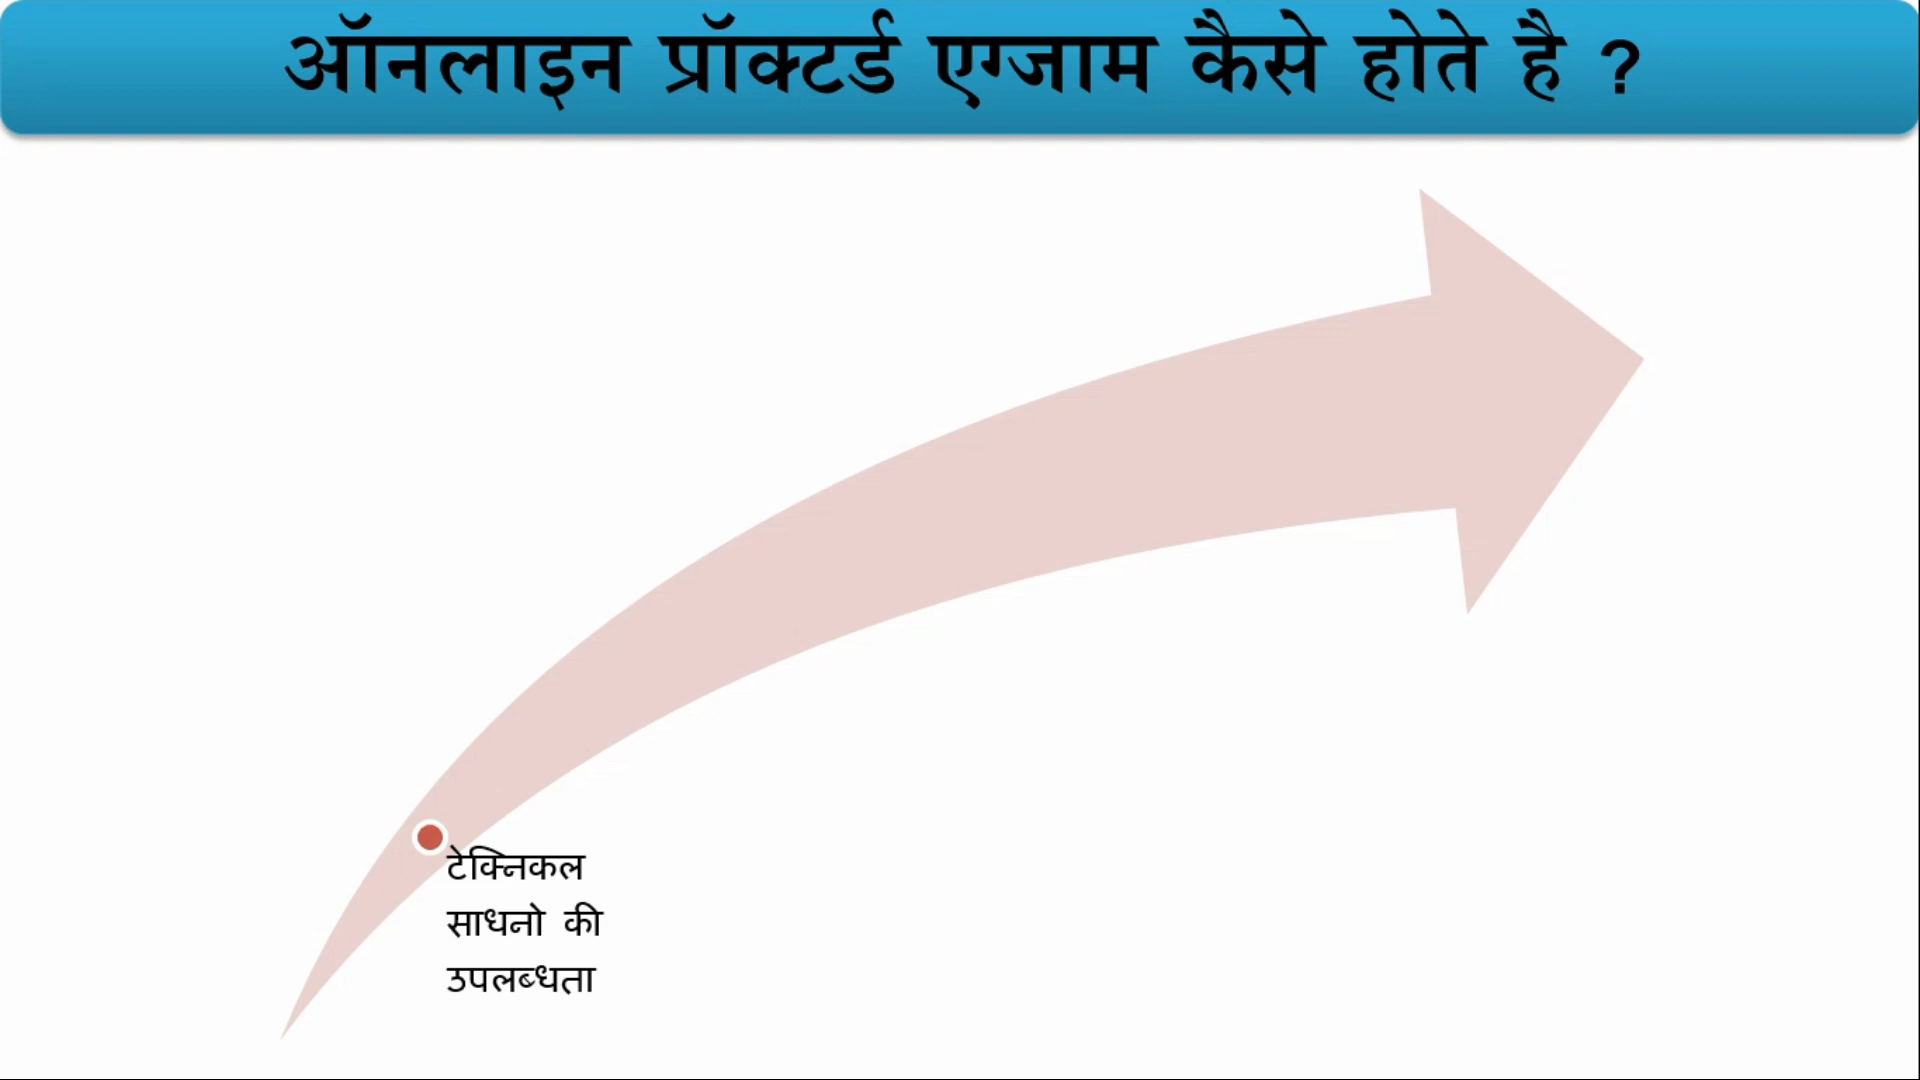 ऑनलाइन प्रॉक्टर्ड एग्जाम कैसे होते है ?
टेक्निकल
साधनो की
उपलब्धता